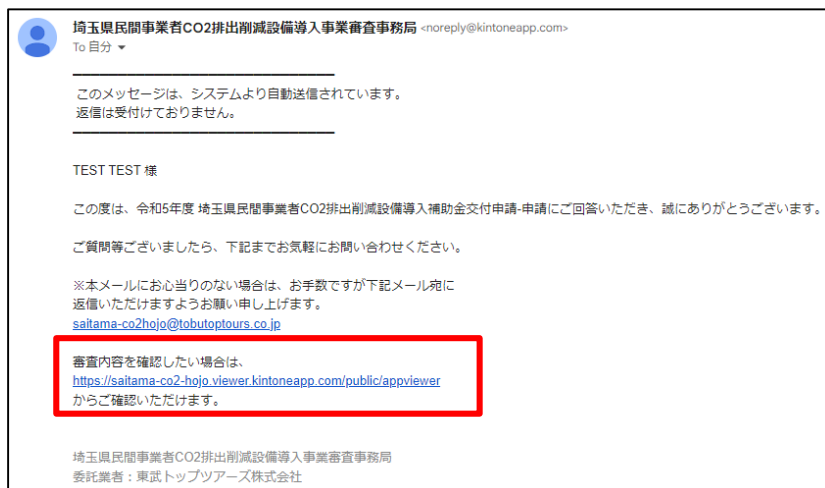 埼玉県民間事業者CO2排出削減設備導入事業審査事務局 <noreply@kintoneapp.com>
To 自分
このメッセージは、システムより自動送信されています。
返信は受付けておりません。
TEST TEST 様
この度は、令和5年度 埼玉県民間事業者CO2排出削減設備導入補助金交付申請-申請にご回答いただき、誠にありがとうございます。
ご質問等ございましたら、下記までお気軽にお問い合わせください。
※本メールにお心当りのない場合は、お手数ですが下記メール宛に
返信いただけますようお願い申し上げます。
saitama-co2hojo@tobutoptours.co.jp
審査内容を確認したい場合は、
https://saitama-co2-hojo.viewer.kintoneapp.com/public/appviewer
からご確認いただけます。
埼玉県民間事業者CO2排出削減設備導入事業審査事務局
委託業者：東武トップツアーズ株式会社